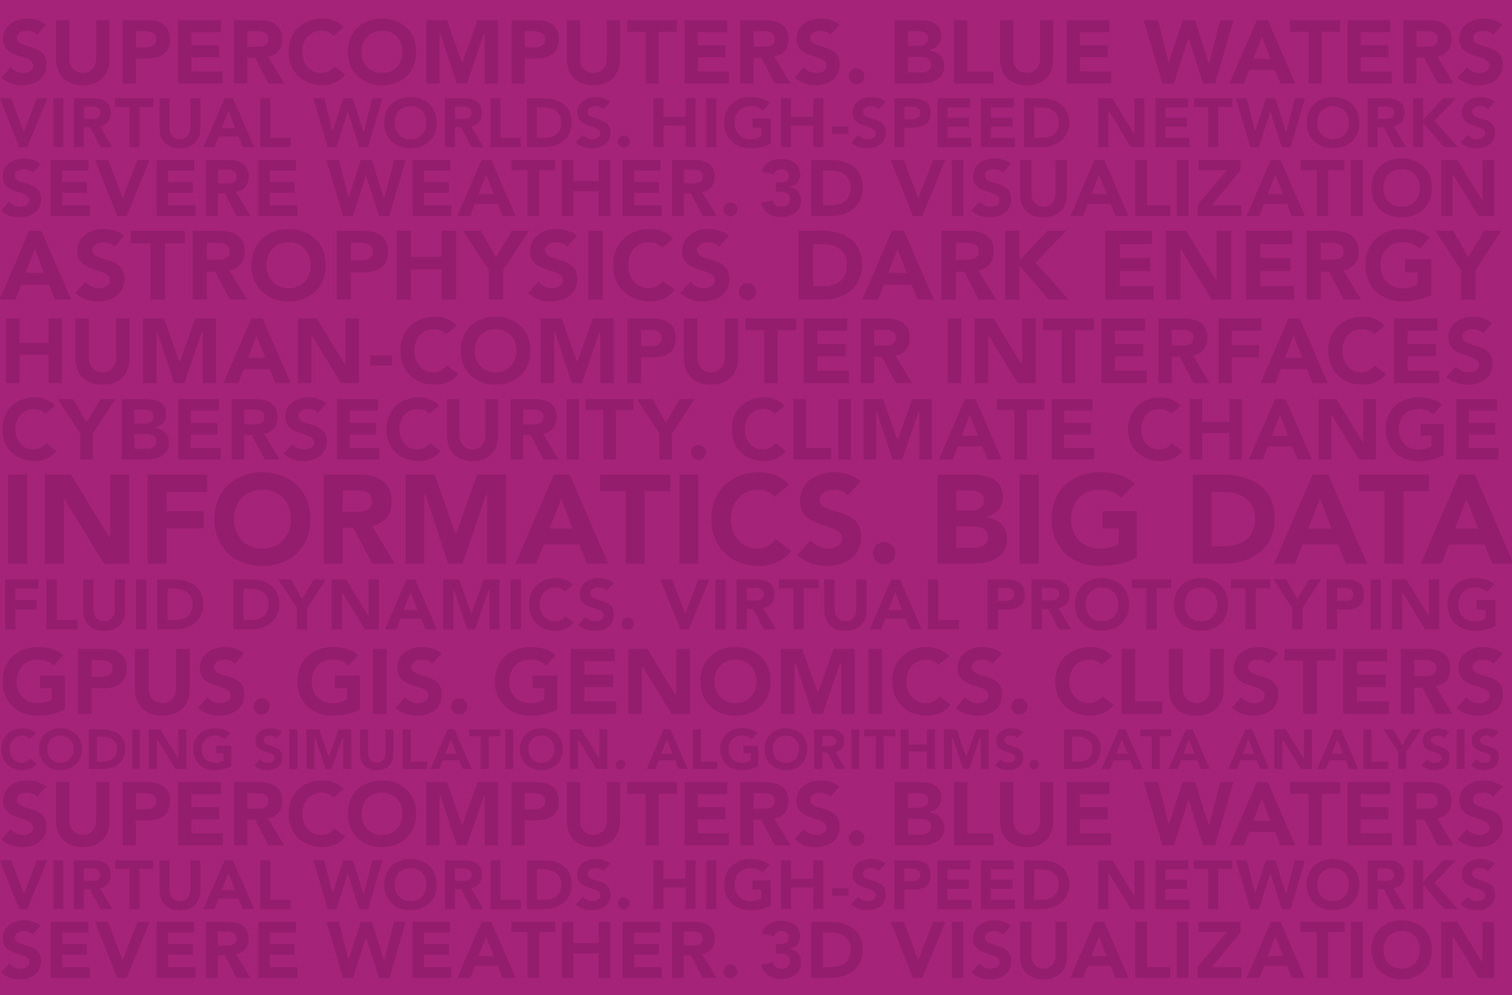 SUPERCOMPUTERS. BLUE WATERS
VIRTUAL WORLDS. HIGH-SPEED NETWORKS
SEVERE WEATHER. 3D VISUALIZATION
ASTROPHYSICS. DARK ENERGY
HUMAN-COMPUTER INTERFACES
CYBERSECURITY. CLIMATE CHANGE
INFORMATICS. BIG DATA
FLUID DYNAMICS. VIRTUAL PROTOTYPING
GPUS. GIS. GENOMICS. CLUSTERS
CODING SIMULATION. ALGORITHMS. DATA ANALYSIS
SUPERCOMPUTERS. BLUE WATERS
VIRTUAL WORLDS. HIGH-SPEED NETWORKS
SEVERE WEATHER. 3D VISUALIZATION